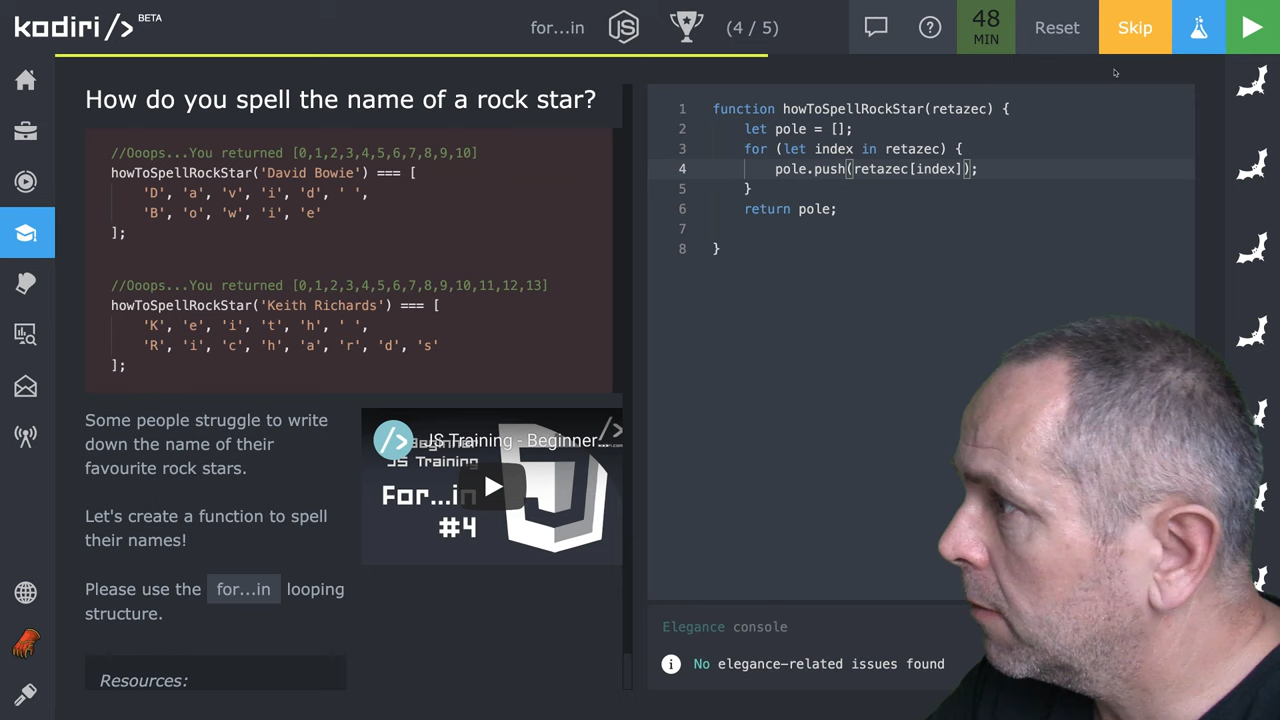 kodiri/> BETA
for...in
JS
(4 / 5)
48
MIN
Reset
Skip
How do you spell the name of a rock star?
//Ooops...You returned [0,1,2,3,4,5,6,7,8,9,10]
howToSpellRockStar('David Bowie') === [
'D', 'a', 'v', 'i', 'd', ' ',
'B', 'o', 'w', 'i', 'e'
];
//Ooops...You returned [0,1,2,3,4,5,6,7,8,9,10,11,12,13]
howToSpellRockStar('Keith Richards') === [
'K', 'e', 'i', 't', 'h', ' ',
'R', 'i', 'c', 'h', 'a', 'r', 'd', 's'
];
Some people struggle to write
down the name of their
favourite rock stars.
Let's create a function to spell
their names!
Please use the for...in looping
structure.
Resources:
JS Training - Beginner...
Beginner
JS Training
For...in
#4
1 function howToSpellRockStar(retazec) {
2 let pole = [];
3 for (let index in retazec) {
4 pole.push(retazec[index]);
5 }
6 return pole;
7
8 }
Elegance console
No elegance-related issues found